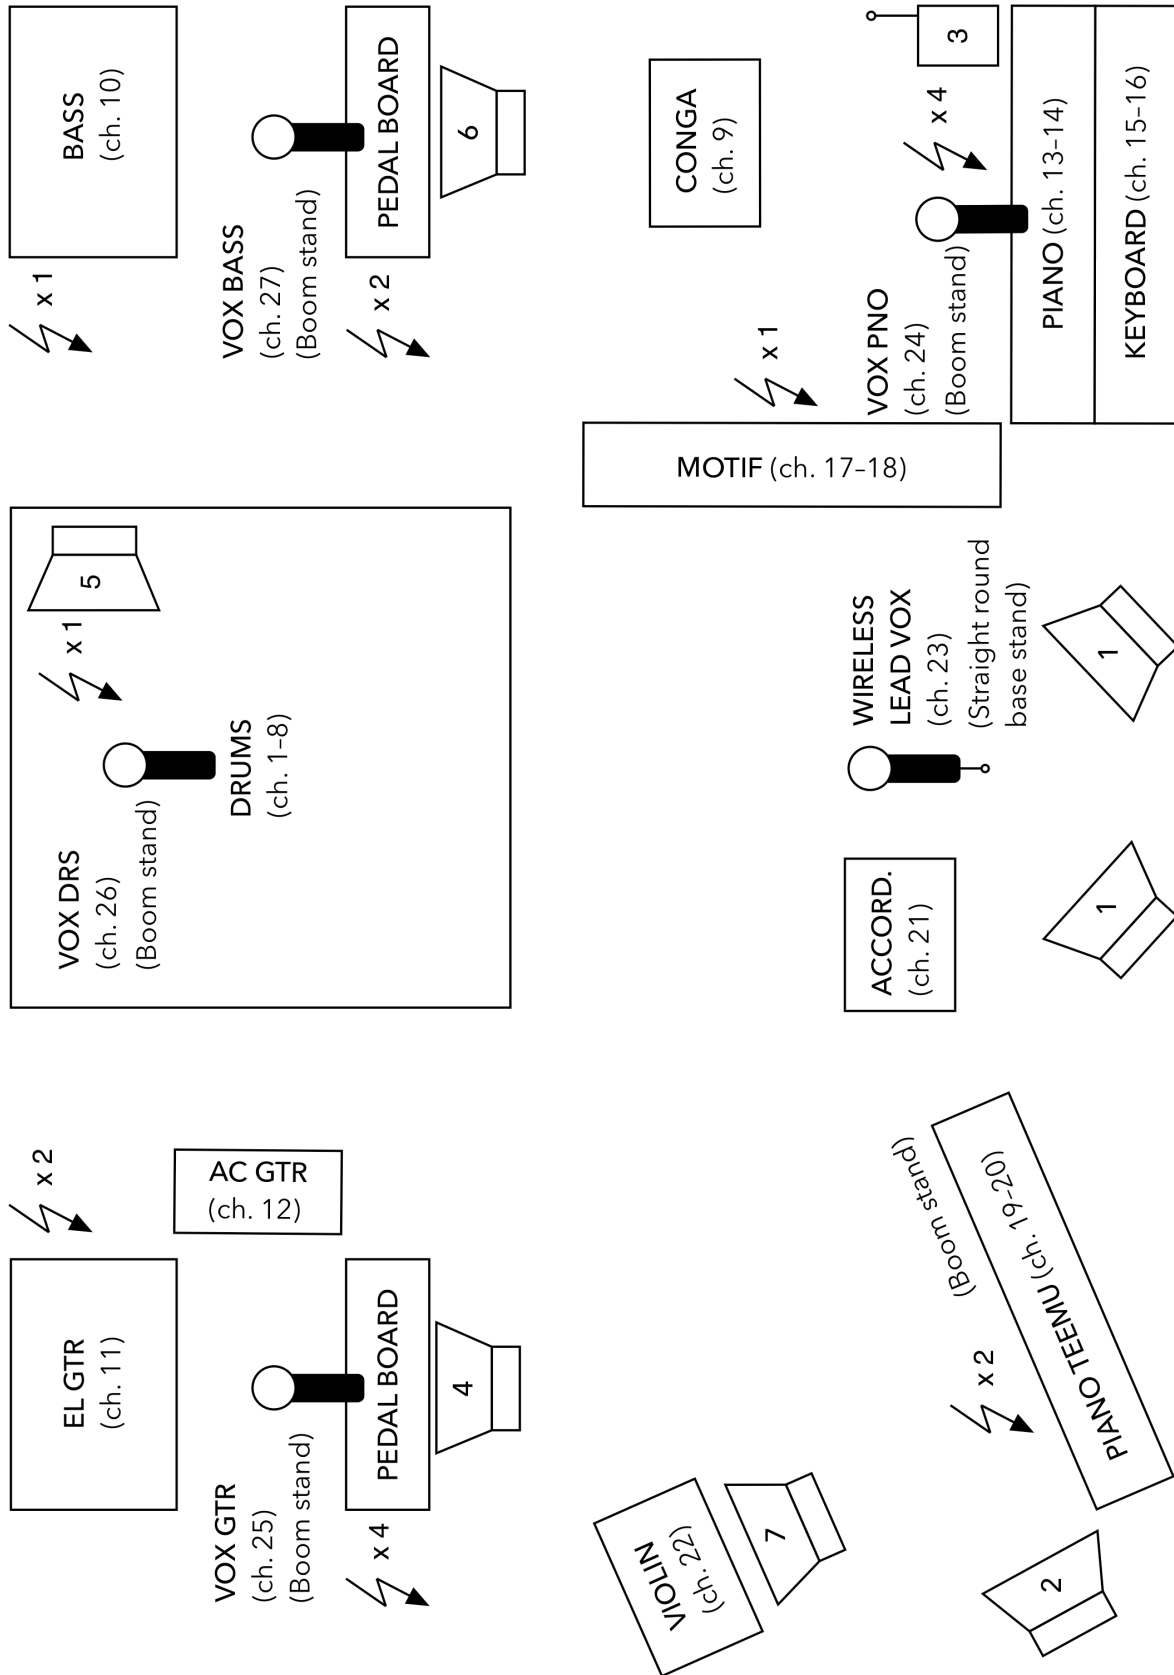 EL GTR
(ch. 11)
x 2
VOX GTR
(ch. 25)
(Boom stand)
AC GTR
(ch. 12)
x 4
PEDAL BOARD
4
VOX DRS
(ch. 26)
(Boom stand)
x 1
5
DRUMS
(ch. 1–8)
x 1
BASS
(ch. 10)
VOX BASS
(ch. 27)
(Boom stand)
x 2
PEDAL BOARD
6
VIOLIN
(ch. 22)
7
2
x 2
(Boom stand)
PIANO TEEMU (ch. 19–20)
ACCORD.
(ch. 21)
1
WIRELESS
LEAD VOX
(ch. 23)
(Straight round
base stand)
1
MOTIF (ch. 17–18)
x 1
CONGA
(ch. 9)
VOX PNO
(ch. 24)
(Boom stand)
x 4
3
PIANO (ch. 13–14)
KEYBOARD (ch. 15–16)